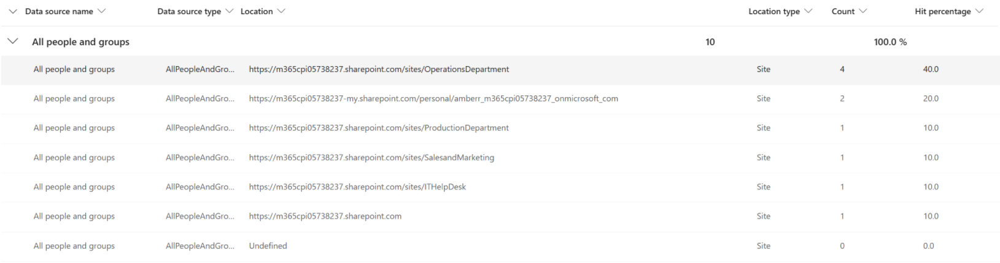 Data source name Data source type Location Location type Count Hit percentage
All people and groups 10 100.0 %
All people and groups AllPeopleAndGro... https://m365cpi05738237.sharepoint.com/sites/OperationsDepartment Site 4 40.0
All people and groups AllPeopleAndGro... https://m365cpi05738237-my.sharepoint.com/personal/amberr_m365cpi05738237_onmicrosoft_com Site 2 20.0
All people and groups AllPeopleAndGro... https://m365cpi05738237.sharepoint.com/sites/ProductionDepartment Site 1 10.0
All people and groups AllPeopleAndGro... https://m365cpi05738237.sharepoint.com/sites/SalesandMarketing Site 1 10.0
All people and groups AllPeopleAndGro... https://m365cpi05738237.sharepoint.com/sites/ITHelpDesk Site 1 10.0
All people and groups AllPeopleAndGro... https://m365cpi05738237.sharepoint.com Site 1 10.0
All people and groups AllPeopleAndGro... Undefined Site 0 0.0